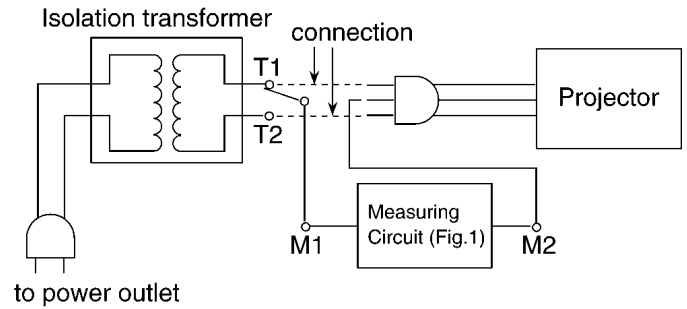 Isolation transformer
connection
T1
T2
Projector
M1
Measuring
Circuit (Fig.1)
M2
to power outlet